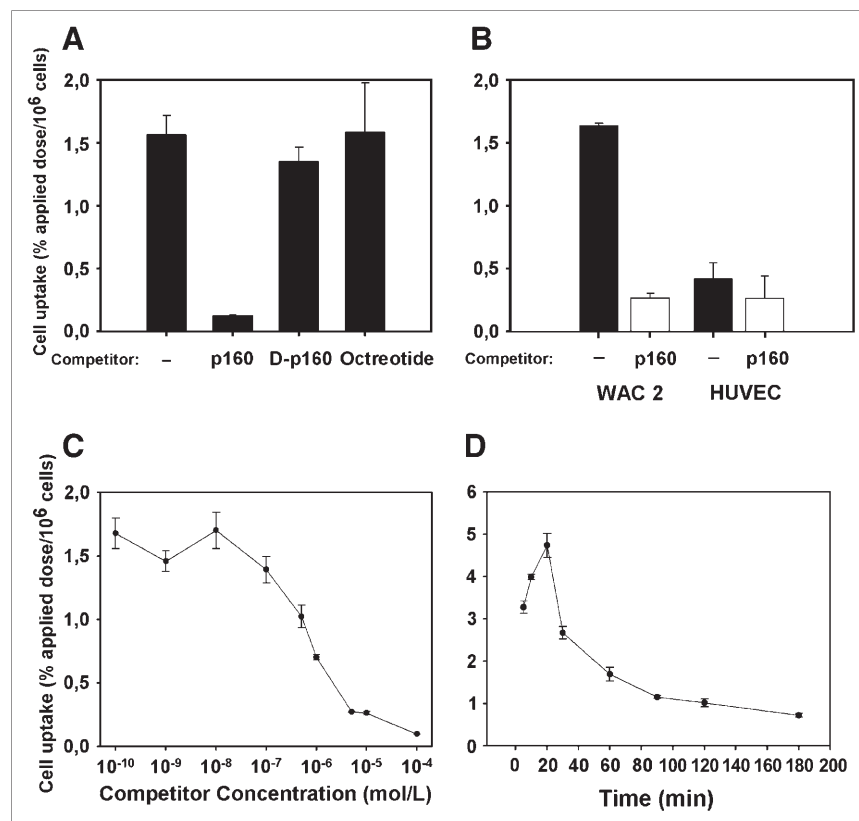 A
Cell uptake (% applied dose/10⁶ cells)
2,0
1,5
1,0
0,5
0,0
Competitor: – p160 D-p160 Octreotide
B
2,0
1,5
1,0
0,5
0,0
Competitor: – p160 – p160
WAC 2 HUVEC
C
Cell uptake (% applied dose/10⁶ cells)
2,0
1,5
1,0
0,5
0,0
10⁻¹⁰ 10⁻⁹ 10⁻⁸ 10⁻⁷ 10⁻⁶ 10⁻⁵ 10⁻⁴
Competitor Concentration (mol/L)
D
6
5
4
3
2
1
0
0 20 40 60 80 100 120 140 160 180 200
Time (min)